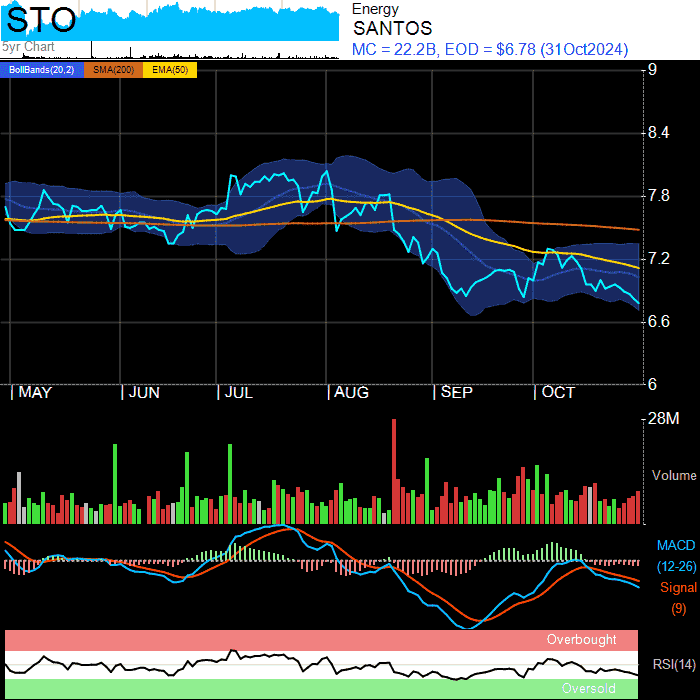 STO
5yr Chart
Energy
SANTOS
MC = 22.2B, EOD = $6.78 (31Oct2024)
BollBands(20,2) SMA(200) EMA(50)
9
8.4
7.8
7.2
6.6
6
MAY JUN JUL AUG SEP OCT
28M
Volume
MACD
(12-26)
Signal
(9)
Overbought
RSI(14)
Oversold